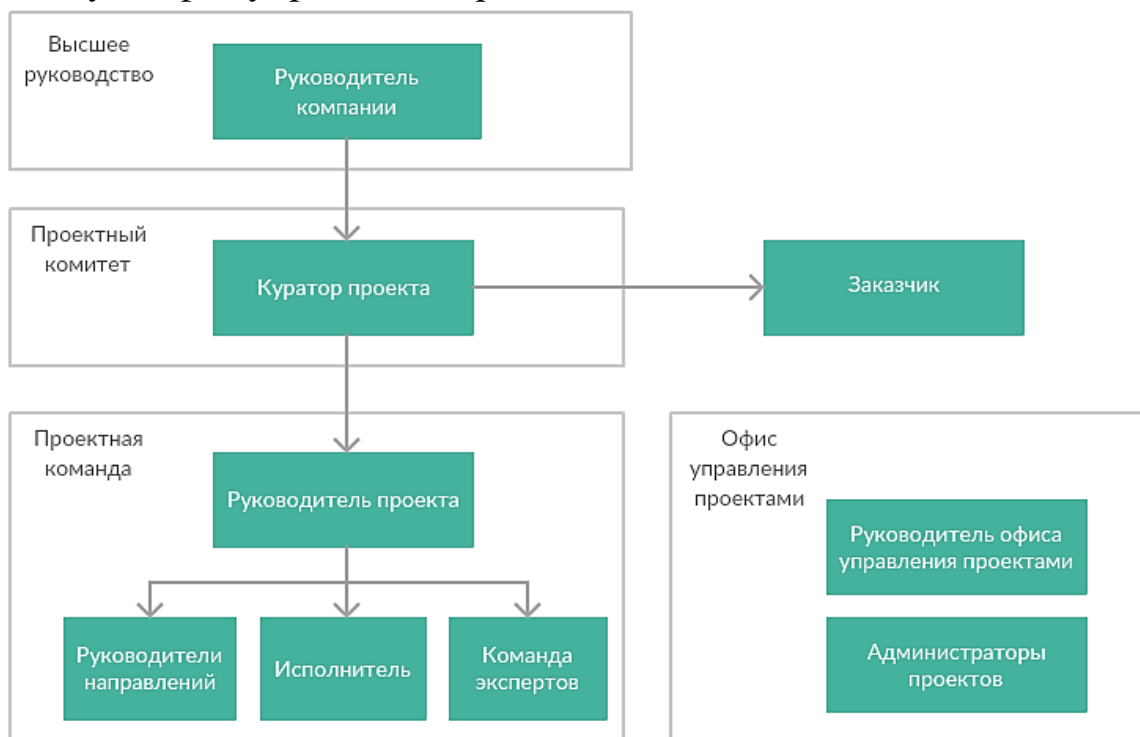 Высшее
руководство
Руководитель
компании
Проектный
комитет
Куратор проекта
Заказчик
Проектная
команда
Руководитель проекта
Руководители
направлений
Исполнитель
Команда
экспертов
Офис
управления
проектами
Руководитель офиса
управления проектами
Администраторы
проектов